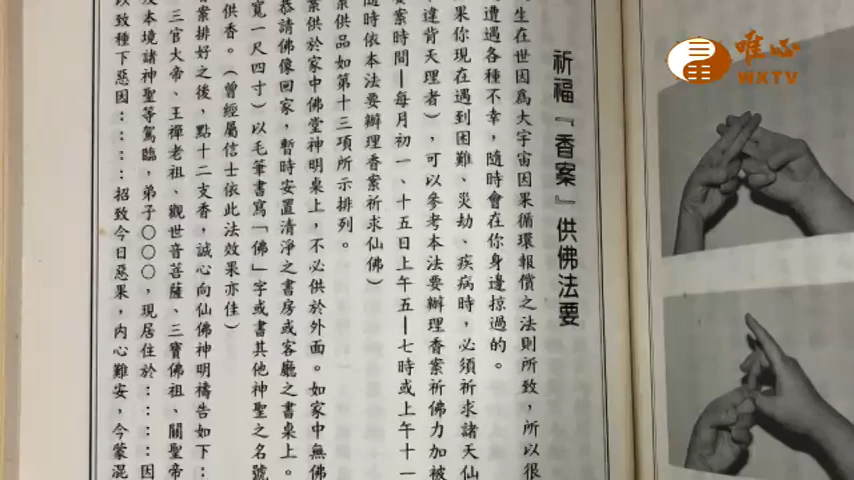 祈福『香案』供佛法要
生在世因為大宇宙因果循環報償之法則所致，所以很
遭遇各種不幸，隨時會在你身邊掠過的。
果你現在遇到困難、災劫、疾病時，必須祈求諸天仙
違背天理者），可以參考本法要辦理香案祈佛力加被
案時間—每月初一、十五日上午五—七時或上午十一
隨時依本法要辦理香案祈求仙佛）
案供品如第十三項所示排列。
案供於家中佛堂神明桌上，不必供於外面。如家中無佛
恭請佛像回家，暫時安置清淨之書房或客廳之書桌上。
寬一尺四寸）以毛筆書寫「佛」字或書其他神聖之名號
供香。（曾經屬信士依此法效果亦佳）
案排好之後，點十二支香，誠心向仙佛神明禱告如下：
三官大帝、王禪老祖、觀世音菩薩、三寶佛祖、關聖帝
及本境諸神聖等駕臨，弟子○○○，現居住於：：：：因
以致種下惡因：：：：招致今日惡果，內心難安，今蒙混
唯心
WXTV